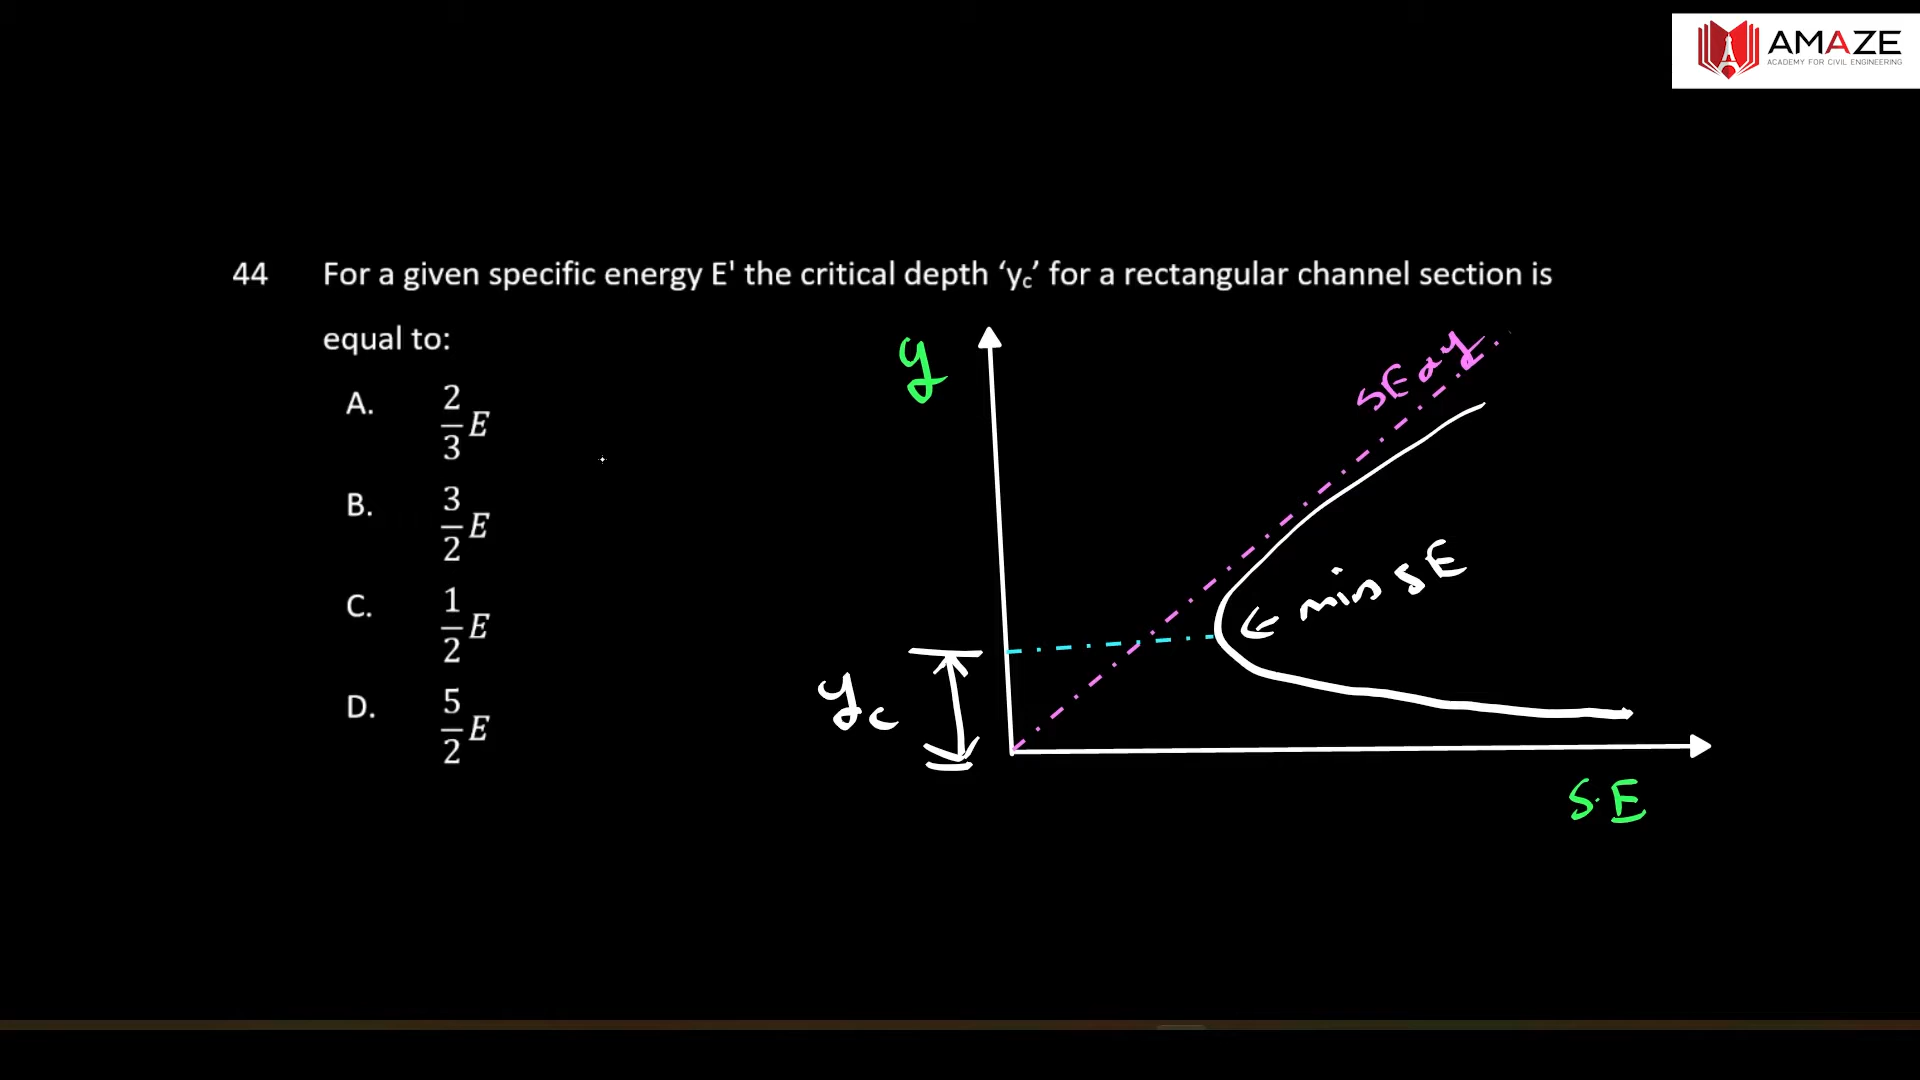 AMAZE
ACADEMY FOR CIVIL ENGINEERING
44 For a given specific energy E' the critical depth ‘yc’ for a rectangular channel section is
equal to:
A. 2/3 E
B. 3/2 E
C. 1/2 E
D. 5/2 E
y
SE α y
min SE
yc
S.E